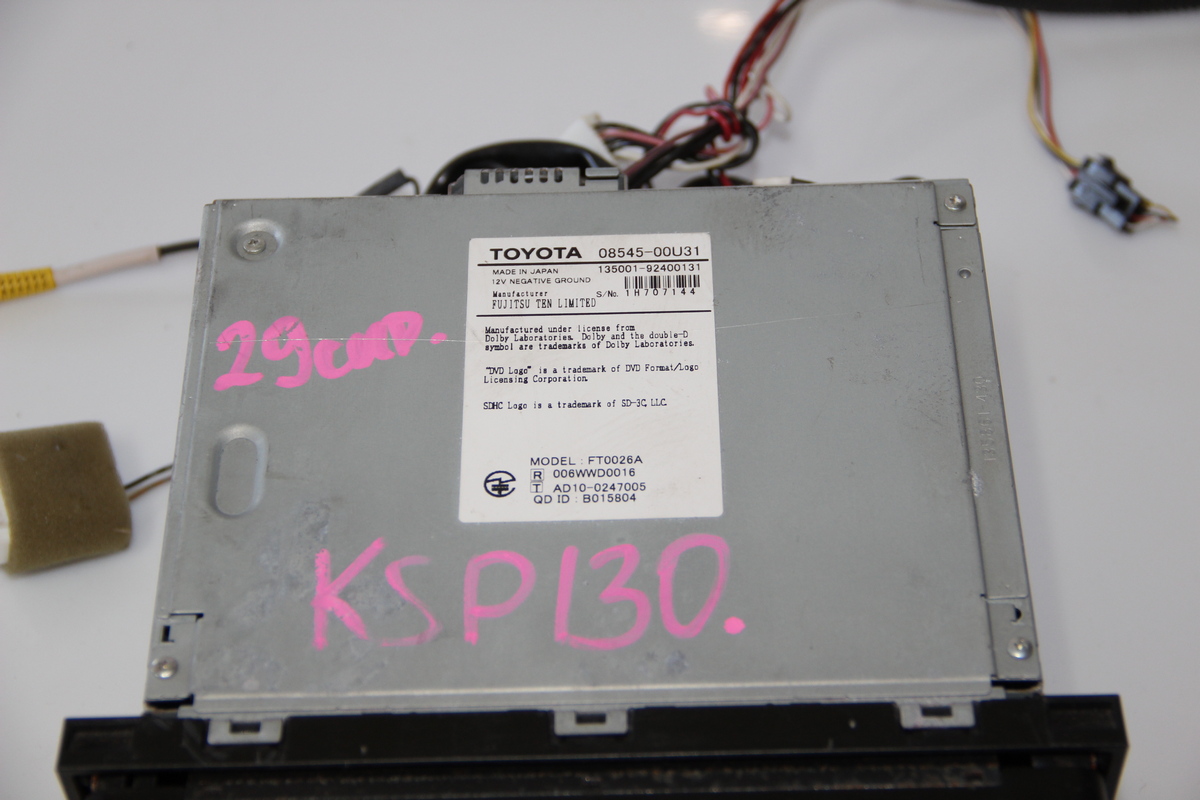 TOYOTA 08545-00U31
MADE IN JAPAN 135001-92400131
12V NEGATIVE GROUND
Manufacturer S/No. 1H707144
FUJITSU TEN LIMITED
Manufactured under license from
Dolby Laboratories. Dolby and the double-D
symbol are trademarks of Dolby Laboratories.
"DVD Logo" is a trademark of DVD Format/Logo
Licensing Corporation.
SDHC Logo is a trademark of SD-3C, LLC.
MODEL : FT0026A
R 006WWD0016
T AD10-0247005
QD ID : B015804
KSP130.